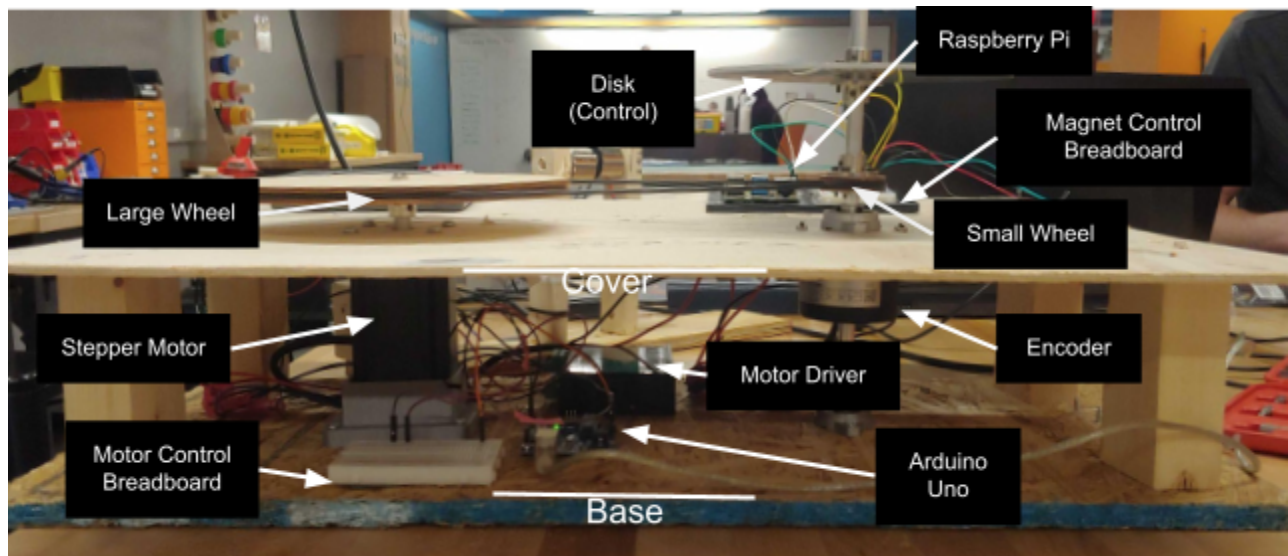 Raspberry Pi
Disk
(Control)
Magnet Control
Breadboard
Large Wheel
Small Wheel
Cover
Stepper Motor
Motor Driver
Encoder
Motor Control
Breadboard
Arduino
Uno
Base